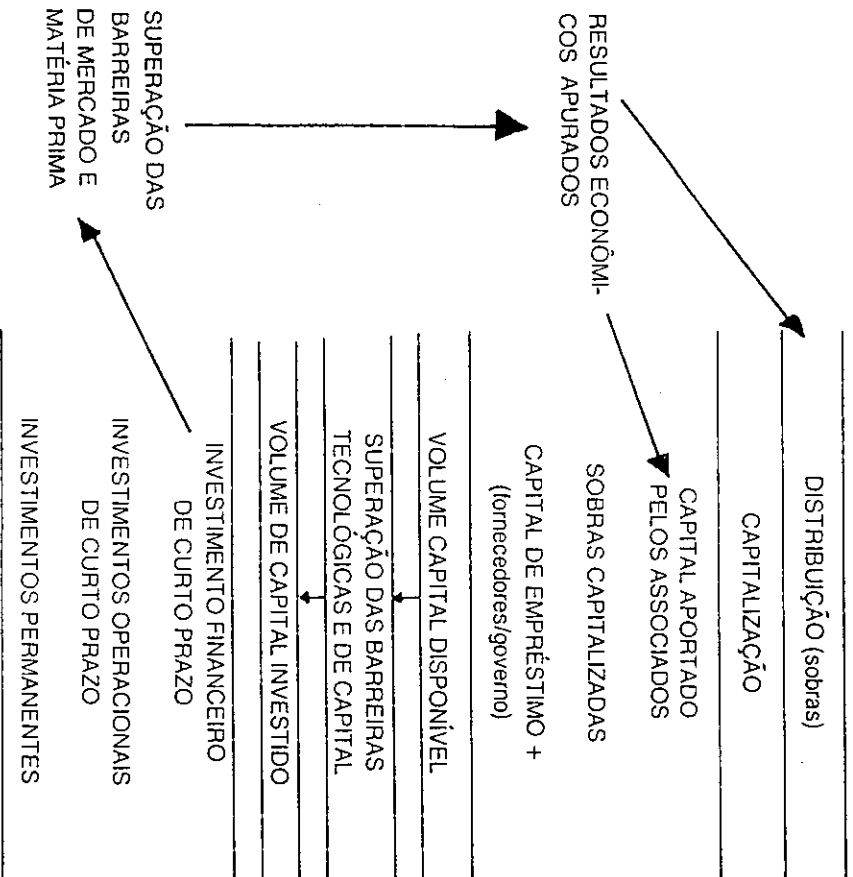 DISTRIBUIÇÃO (sobras)
CAPITALIZAÇÃO
CAPITAL APORTADO
PELOS ASSOCIADOS
RESULTADOS ECONÔMI-
COS APURADOS
SOBRAS CAPITALIZADAS
CAPITAL DE EMPRÉSTIMO +
(fornecedores/governo)
VOLUME CAPITAL DISPONÍVEL
SUPERAÇÃO DAS BARREIRAS
TECNOLÓGICAS E DE CAPITAL
VOLUME DE CAPITAL INVESTIDO
INVESTIMENTO FINANCEIRO
DE CURTO PRAZO
SUPERAÇÃO DAS
BARREIRAS
DE MERCADO E
MATÉRIA PRIMA
INVESTIMENTOS OPERACIONAIS
DE CURTO PRAZO
INVESTIMENTOS PERMANENTES